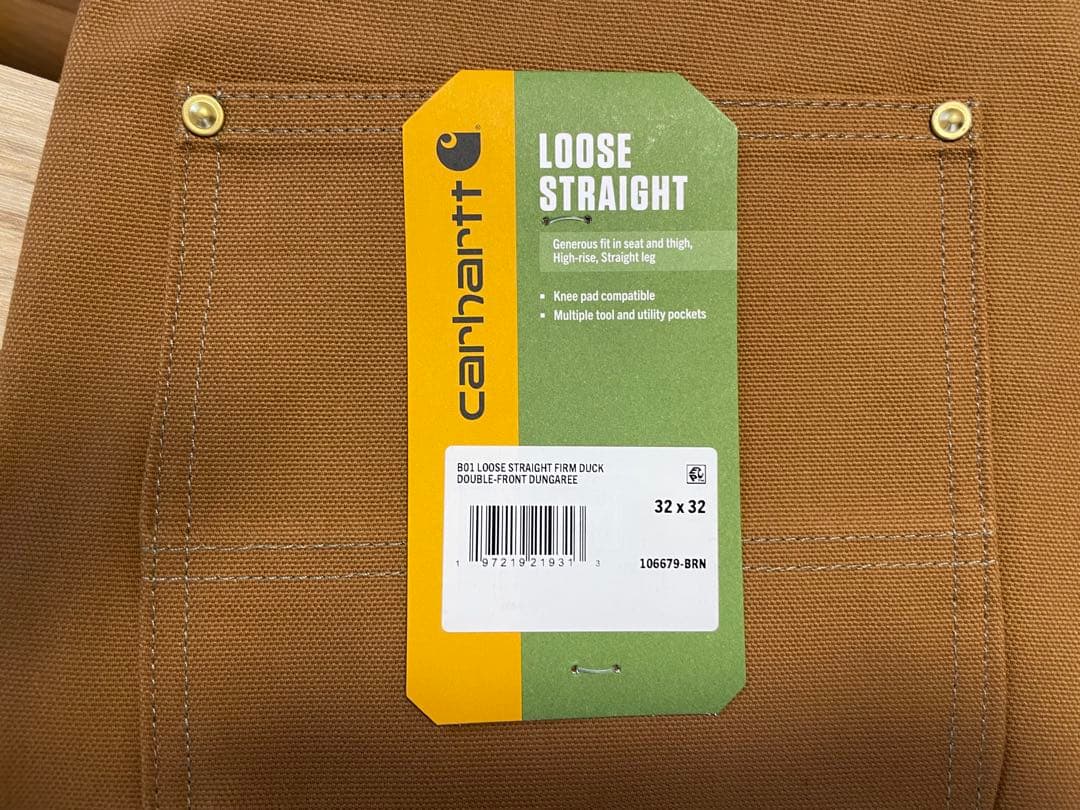 carhartt
LOOSE
STRAIGHT
Generous fit in seat and thigh,
High-rise, Straight leg
▪ Knee pad compatible
▪ Multiple tool and utility pockets
B01 LOOSE STRAIGHT FIRM DUCK
DOUBLE-FRONT DUNGAREE
32 x 32
1 97219 21931 3
106679-BRN